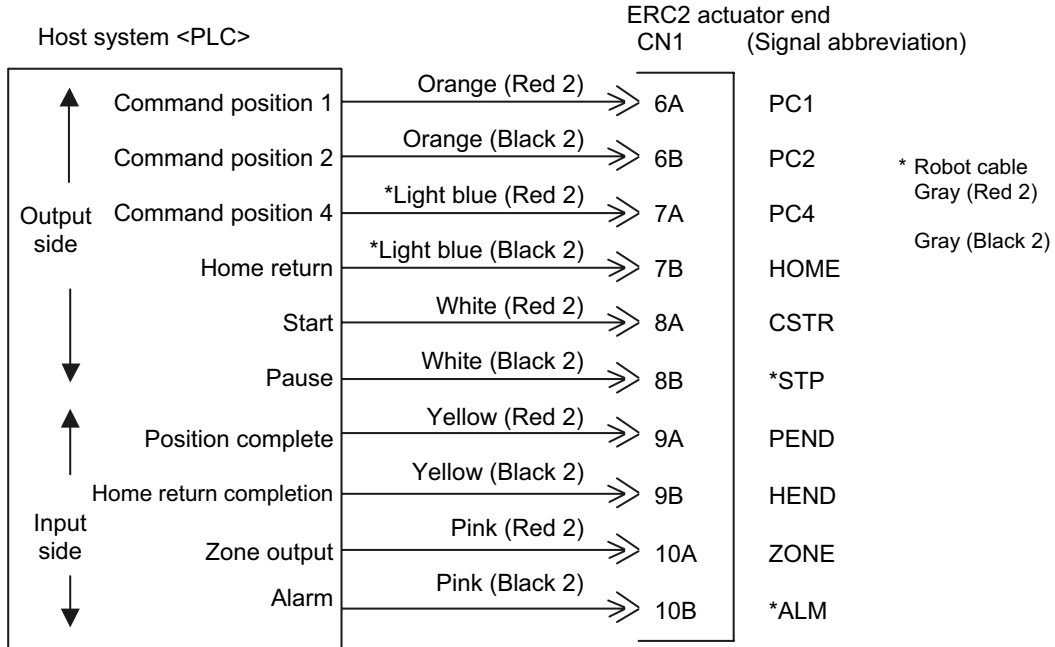 ERC2 actuator end
Host system <PLC> CN1 (Signal abbreviation)
Command position 1 Orange (Red 2) 6A PC1
Command position 2 Orange (Black 2) 6B PC2
* Robot cable
Gray (Red 2)
Output
side
Command position 4 *Light blue (Red 2) 7A PC4
Gray (Black 2)
Home return *Light blue (Black 2) 7B HOME
Start White (Red 2) 8A CSTR
Pause White (Black 2) 8B *STP
Position complete Yellow (Red 2) 9A PEND
Home return completion Yellow (Black 2) 9B HEND
Input
side
Zone output Pink (Red 2) 10A ZONE
Alarm Pink (Black 2) 10B *ALM